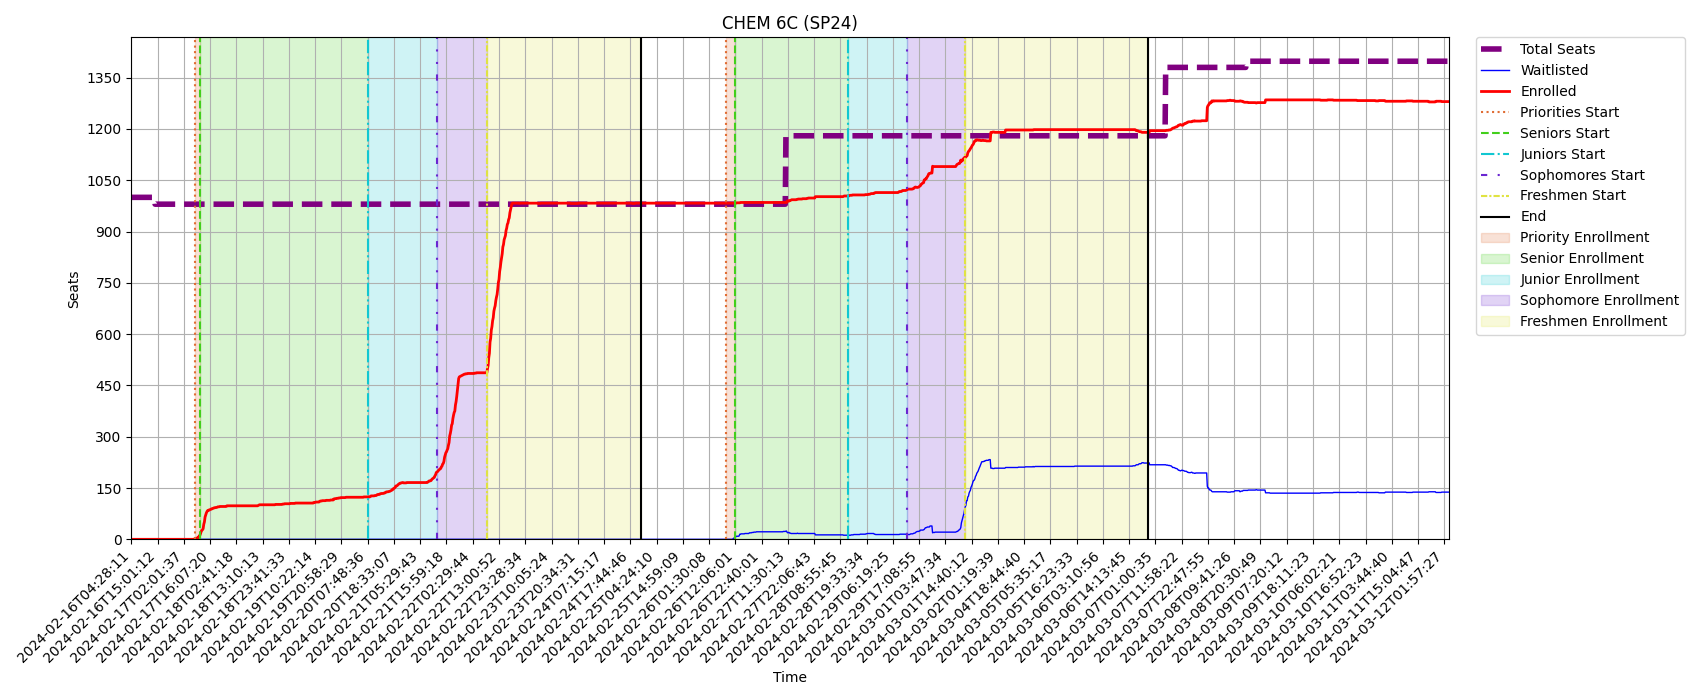 CHEM 6C (SP24)
Seats
1350
1200
1050
900
750
600
450
300
150
0
2024-02-16T04:28:11
2024-02-16T15:01:12
2024-02-17T02:01:37
2024-02-17T16:07:20
2024-02-18T02:41:18
2024-02-18T13:10:13
2024-02-18T23:41:33
2024-02-19T10:22:14
2024-02-19T20:58:29
2024-02-20T07:48:36
2024-02-20T18:33:07
2024-02-21T05:29:43
2024-02-21T15:59:18
2024-02-22T02:29:44
2024-02-22T13:00:52
2024-02-22T23:28:34
2024-02-23T10:05:24
2024-02-23T20:34:31
2024-02-24T07:15:17
2024-02-24T17:44:46
2024-02-25T04:24:10
2024-02-25T14:59:09
2024-02-26T01:30:09
2024-02-26T12:06:01
2024-02-26T22:40:01
2024-02-27T11:30:13
2024-02-27T22:06:43
2024-02-28T08:55:45
2024-02-28T19:33:34
2024-02-29T06:19:25
2024-02-29T17:08:55
2024-03-01T03:47:34
2024-03-01T14:40:12
2024-03-02T01:19:39
2024-03-04T18:44:40
2024-03-05T05:35:17
2024-03-05T16:23:33
2024-03-06T03:10:56
2024-03-06T14:13:45
2024-03-07T01:00:35
2024-03-07T11:58:22
2024-03-07T22:47:55
2024-03-08T09:41:26
2024-03-08T20:30:49
2024-03-09T07:20:12
2024-03-09T18:11:23
2024-03-10T06:02:21
2024-03-10T16:52:23
2024-03-11T03:44:40
2024-03-11T15:04:47
2024-03-12T01:57:27
Time
Total Seats
Waitlisted
Enrolled
Priorities Start
Seniors Start
Juniors Start
Sophomores Start
Freshmen Start
End
Priority Enrollment
Senior Enrollment
Junior Enrollment
Sophomore Enrollment
Freshmen Enrollment